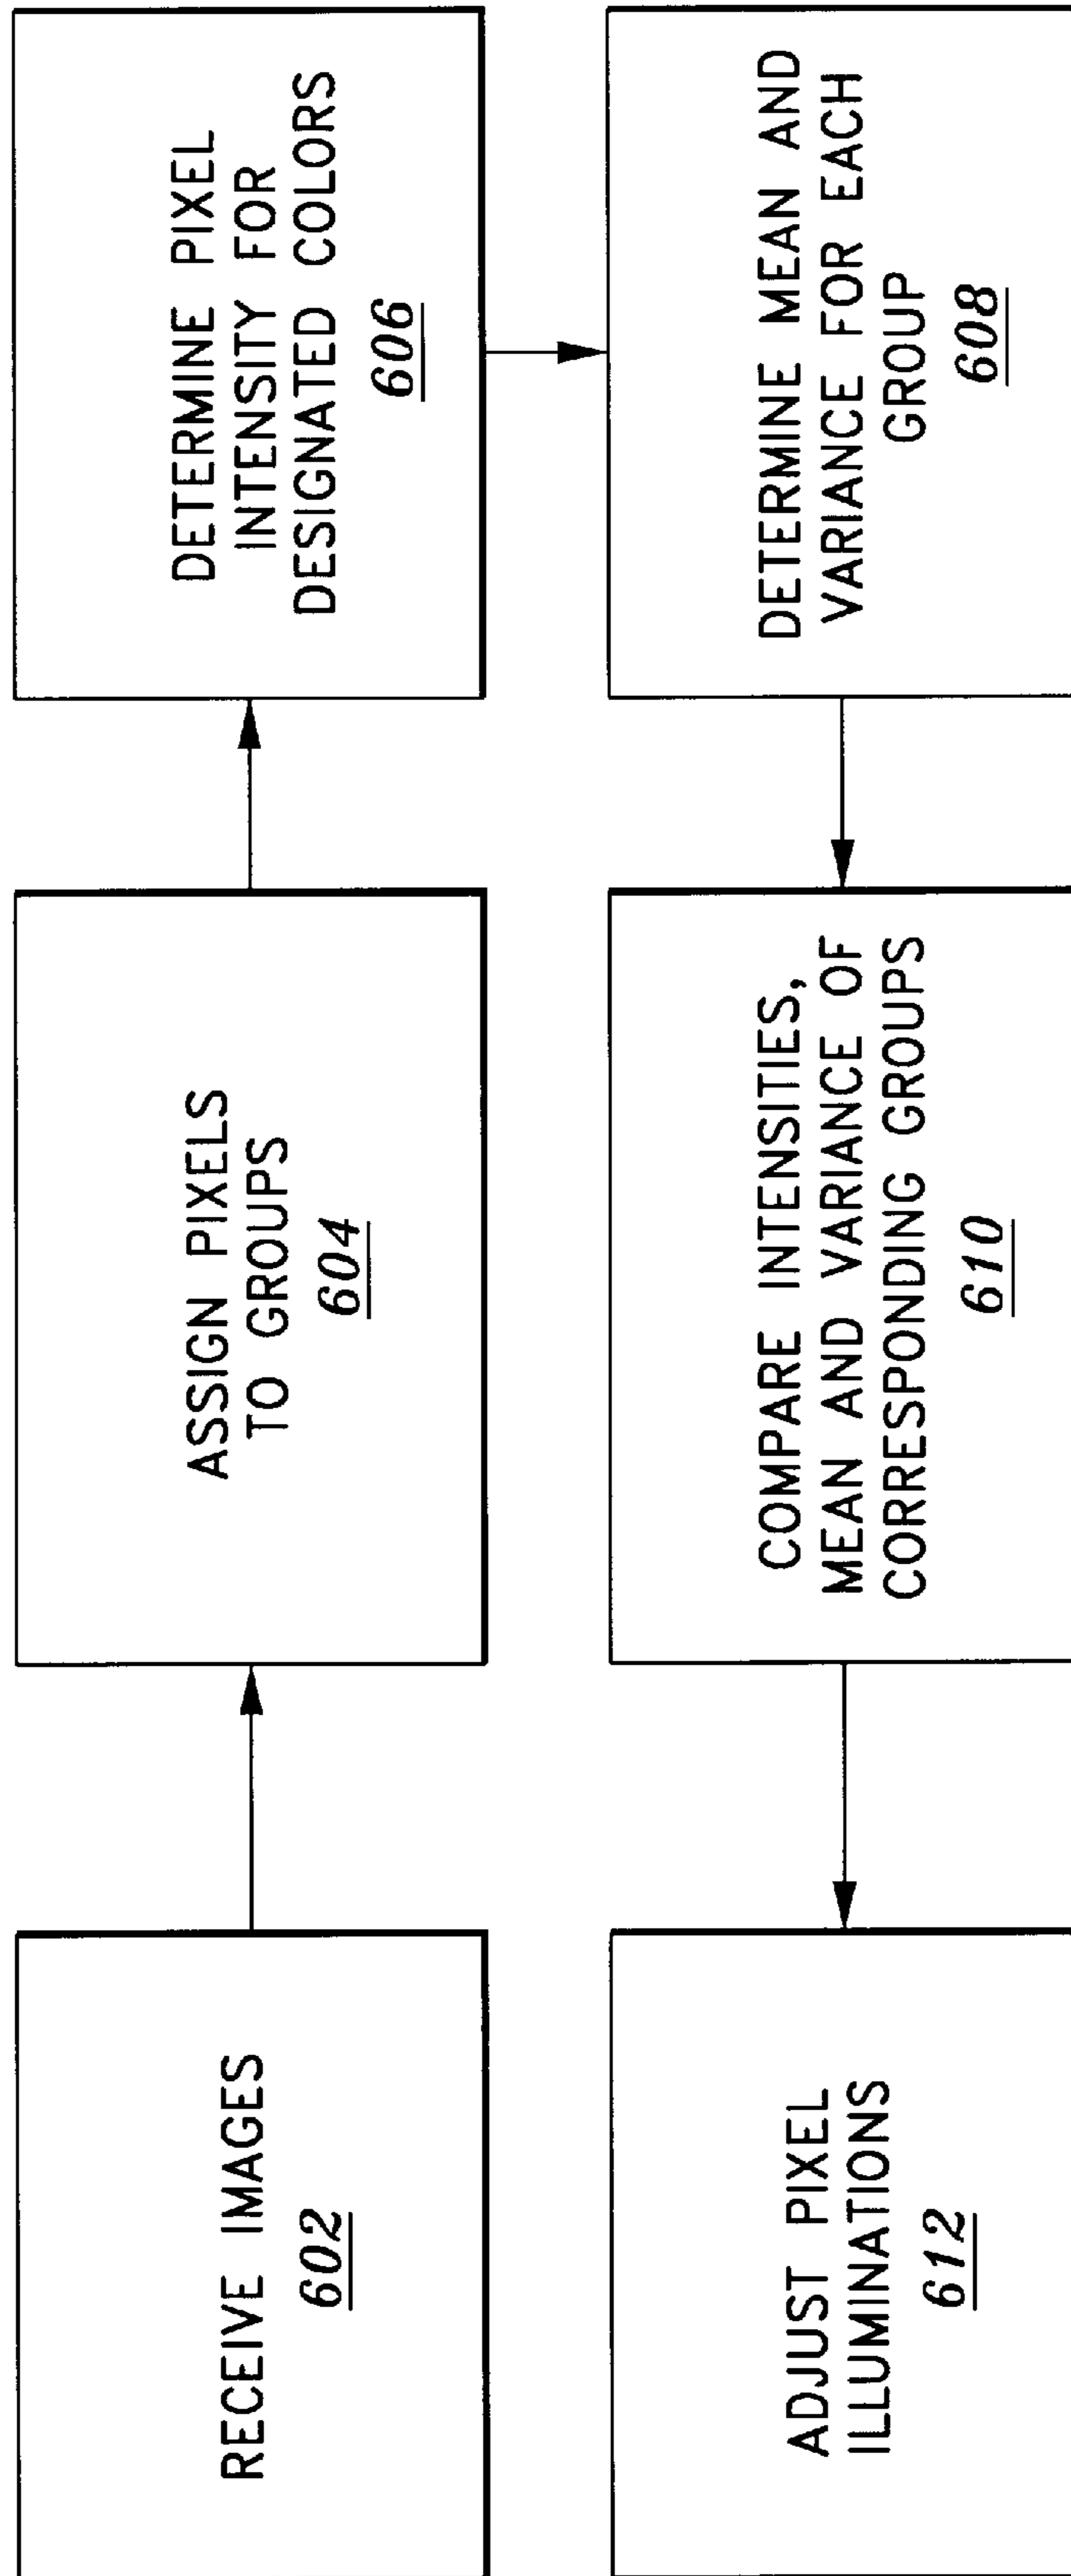 RECEIVE IMAGES
602
ASSIGN PIXELS
TO GROUPS
604
DETERMINE PIXEL
INTENSITY FOR
DESIGNATED COLORS
606
DETERMINE MEAN AND
VARIANCE FOR EACH
GROUP
608
COMPARE INTENSITIES,
MEAN AND VARIANCE OF
CORRESPONDING GROUPS
610
ADJUST PIXEL
ILLUMINATIONS
612